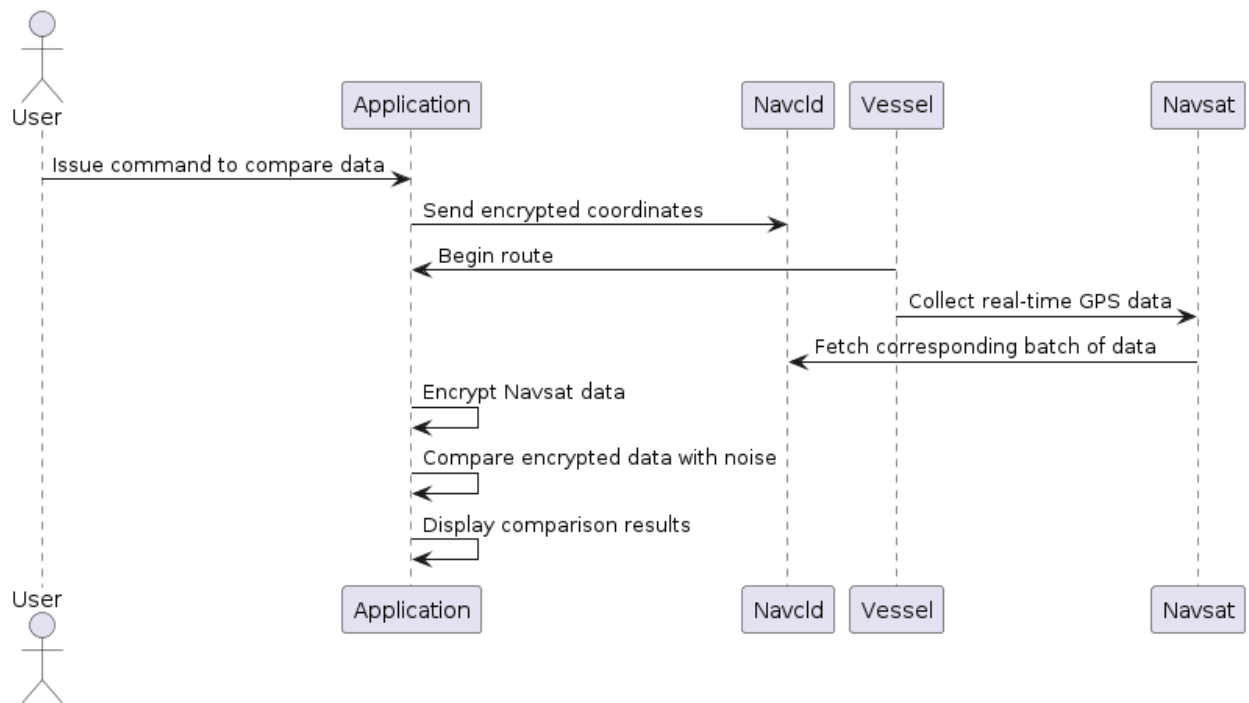 User
Application
Navcld
Vessel
Navsat
Issue command to compare data
Send encrypted coordinates
Begin route
Collect real-time GPS data
Fetch corresponding batch of data
Encrypt Navsat data
Compare encrypted data with noise
Display comparison results
User
Application
Navcld
Vessel
Navsat